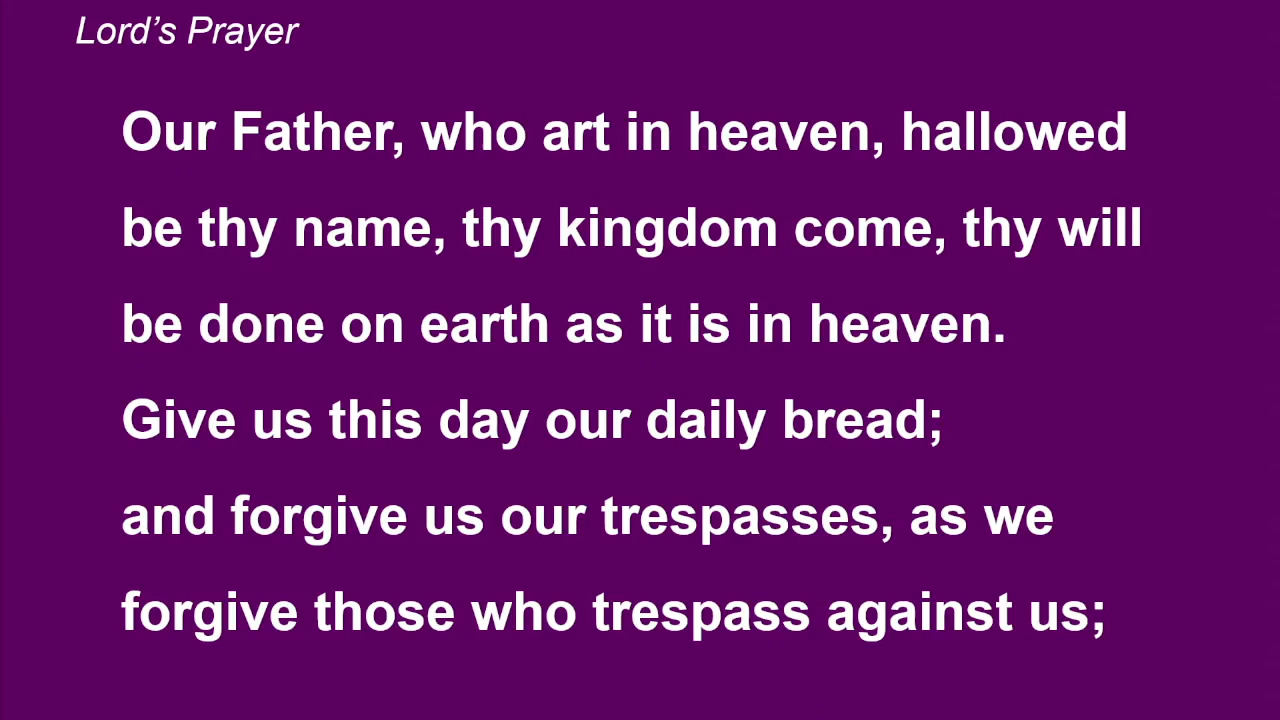 Lord’s Prayer
Our Father, who art in heaven, hallowed
be thy name, thy kingdom come, thy will
be done on earth as it is in heaven.
Give us this day our daily bread;
and forgive us our trespasses, as we
forgive those who trespass against us;